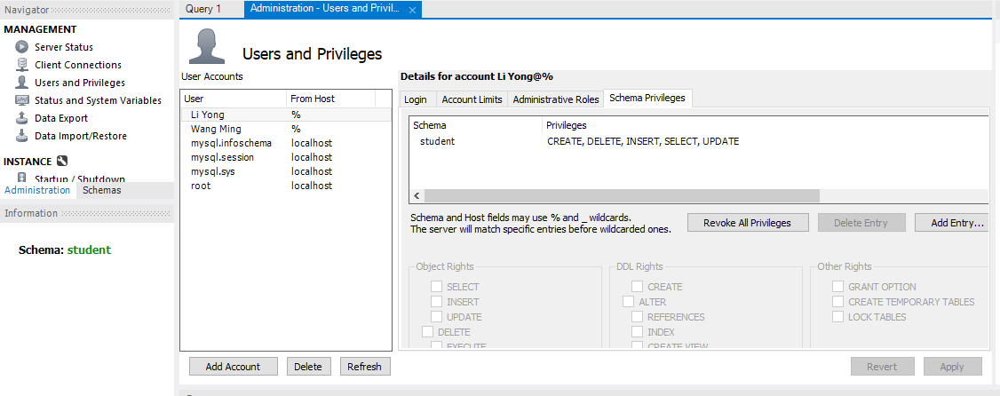 Navigator
MANAGEMENT
Server Status
Client Connections
Users and Privileges
Status and System Variables
Data Export
Data Import/Restore
INSTANCE
Startup / Shutdown
Administration Schemas
Information
Schema: student
Query 1 Administration - Users and Privil...
Users and Privileges
User Accounts
User From Host
Li Yong %
Wang Ming %
mysql.infoschema localhost
mysql.session localhost
mysql.sys localhost
root localhost
Add Account Delete Refresh
Details for account Li Yong@%
Login Account Limits Administrative Roles Schema Privileges
Schema Privileges
student CREATE, DELETE, INSERT, SELECT, UPDATE
Schema and Host fields may use % and _ wildcards.
The server will match specific entries before wildcarded ones.
Revoke All Privileges Delete Entry Add Entry...
Object Rights
SELECT
INSERT
UPDATE
DELETE
EXECUTE
DDL Rights
CREATE
ALTER
REFERENCES
INDEX
CREATE VIEW
Other Rights
GRANT OPTION
CREATE TEMPORARY TABLES
LOCK TABLES
Revert Apply